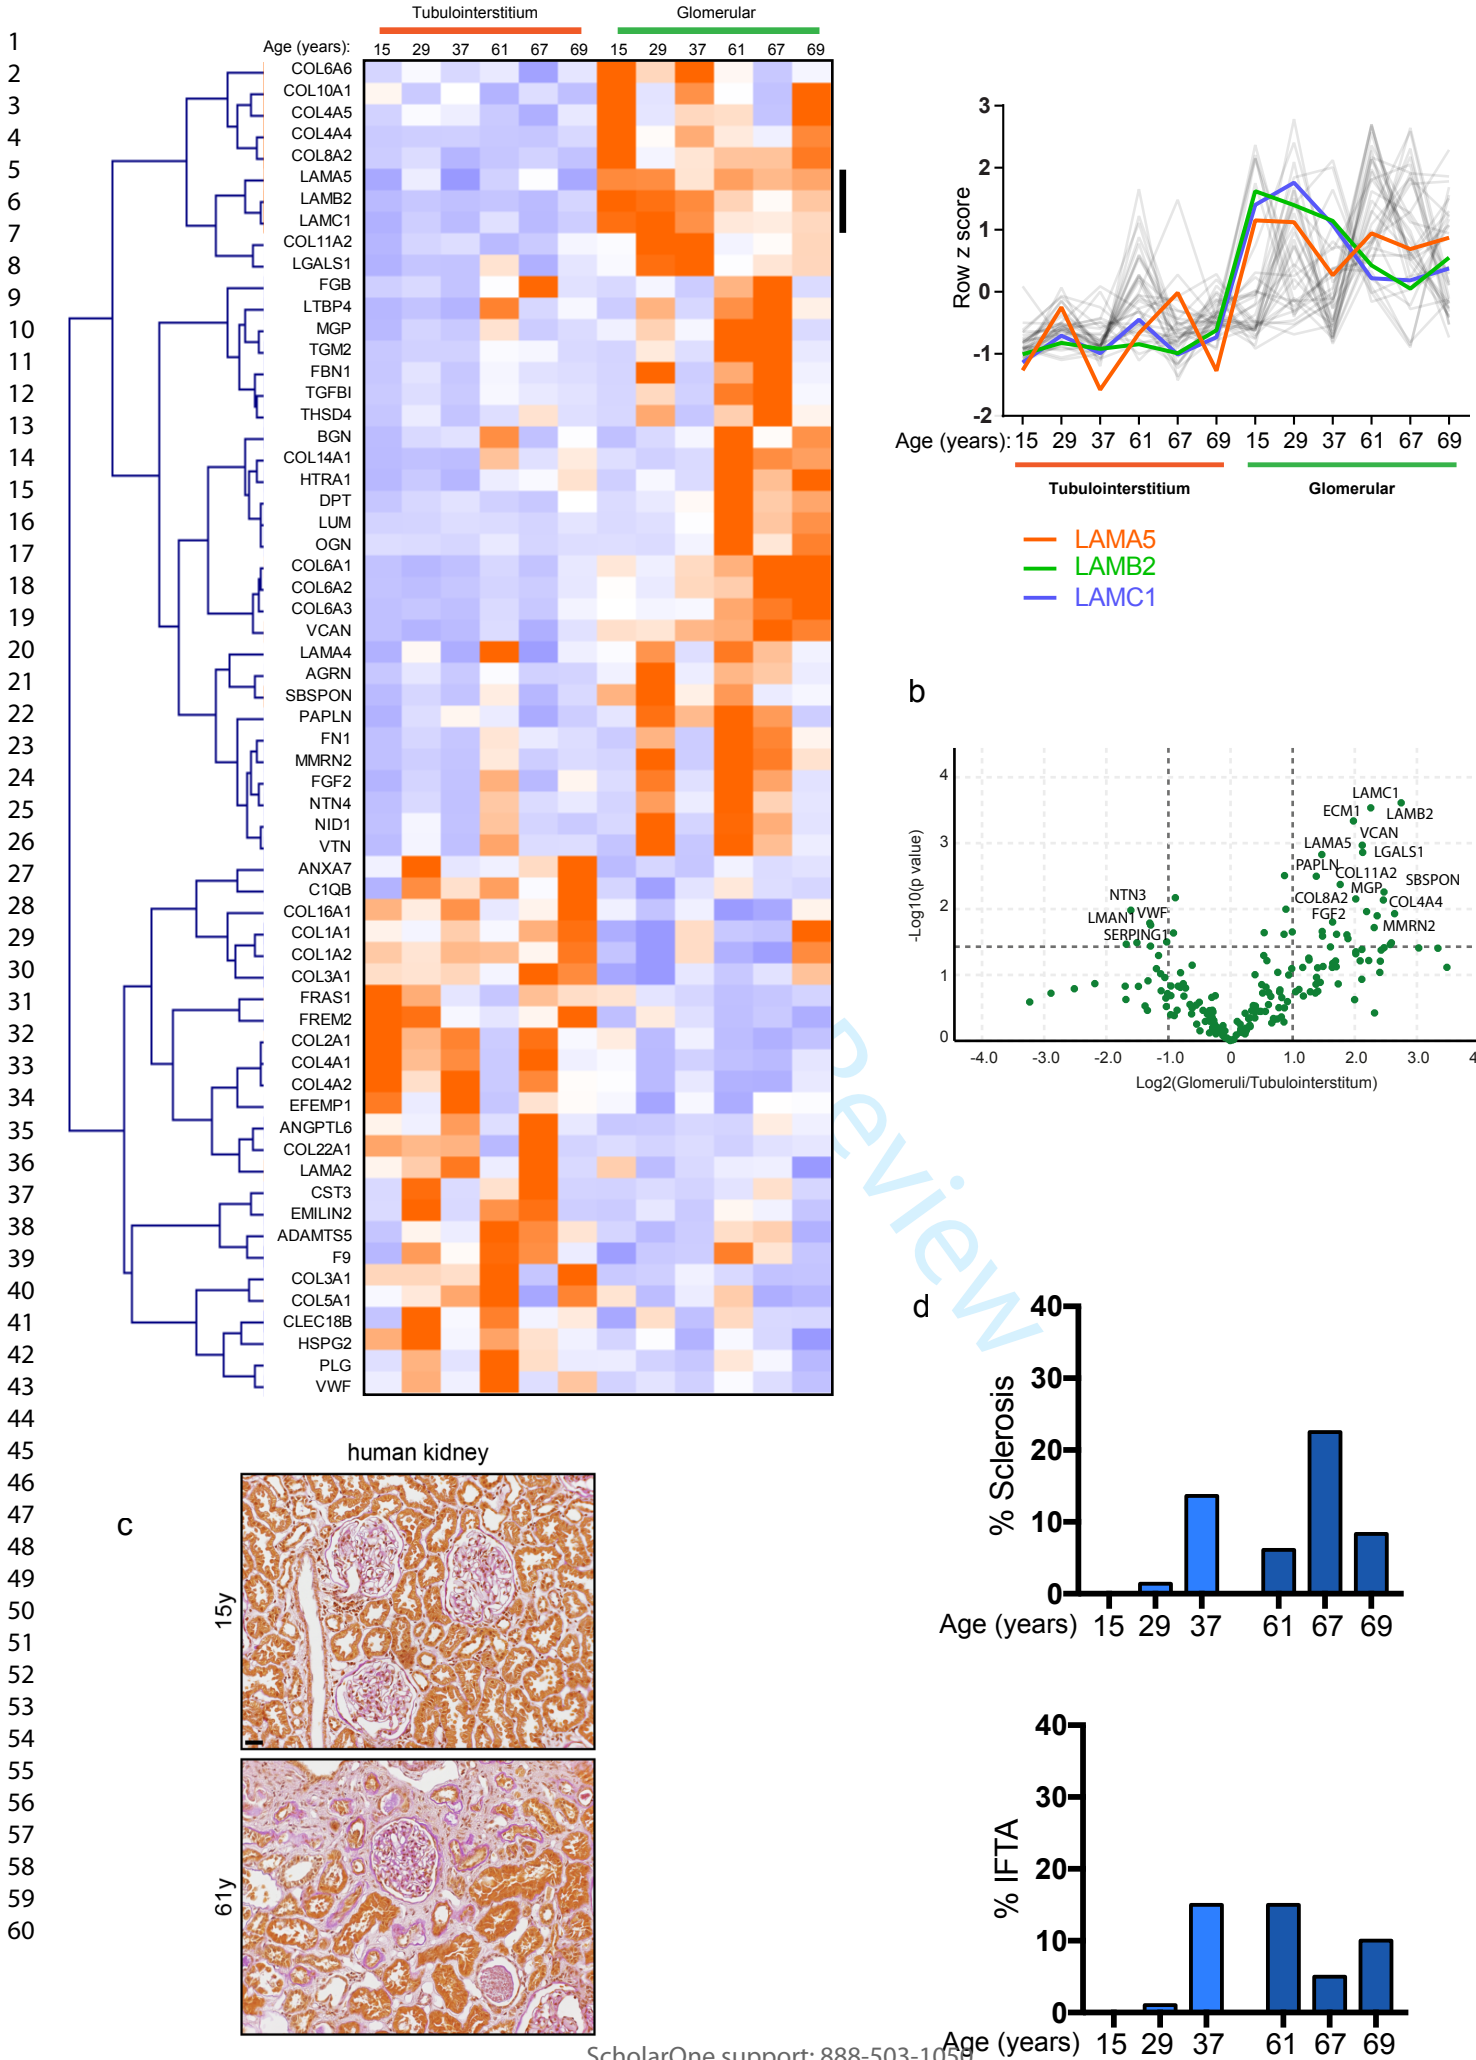 Tubulointerstitium Glomerular
Age (years): 15 29 37 61 67 69 15 29 37 61 67 69
1
2
3
4
5
6
7
8
9
10
11
12
13
14
15
16
17
18
19
20
21
22
23
24
25
26
27
28
29
30
31
32
33
34
35
36
37
38
39
40
41
42
43
44
45
46
47
48
49
50
51
52
53
54
55
56
57
58
59
60
COL6A6
COL10A1
COL4A5
COL4A4
COL8A2
LAMA5
LAMB2
LAMC1
COL11A2
LGALS1
FGB
LTBP4
MGP
TGM2
FBN1
TGFBI
THSD4
BGN
COL14A1
HTRA1
DPT
LUM
OGN
COL6A1
COL6A2
COL6A3
VCAN
LAMA4
AGRN
SBSPON
PAPLN
FN1
MMRN2
FGF2
NTN4
NID1
VTN
ANXA7
C1QB
COL16A1
COL1A1
COL1A2
COL3A1
FRAS1
FREM2
COL2A1
COL4A1
COL4A2
EFEMP1
ANGPTL6
COL22A1
LAMA2
CST3
EMILIN2
ADAMTS5
F9
COL3A1
COL5A1
CLEC18B
HSPG2
PLG
VWF
Row z score
3
2
1
0
-1
-2
Age (years): 15 29 37 61 67 69 15 29 37 61 67 69
Tubulointerstitium Glomerular
LAMA5
LAMB2
LAMC1
b
-Log10(p value)
4
3
2
1
0
LAMC1
ECM1 LAMB2
VCAN
LAMA5 LGALS1
PAPLN COL11A2
MGP SBSPON
COL8A2 COL4A4
FGF2 MMRN2
NTN3
LMAN1 VWF
SERPING1
-4.0 -3.0 -2.0 -1.0 0 1.0 2.0 3.0 4
Log2(Glomeruli/Tubulointerstitum)
Review
c
human kidney
15y
61y
d
% Sclerosis
40
30
20
10
0
Age (years) 15 29 37 61 67 69
% IFTA
40
30
20
10
0
Age (years) 15 29 37 61 67 69
ScholarOne support: 888-503-1050